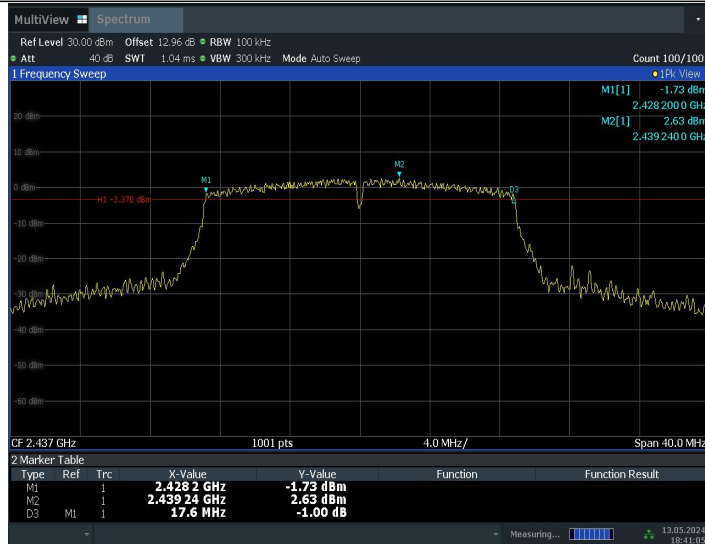 MultiView Spectrum
Ref Level 30.00 dBm Offset 12.96 dB RBW 100 kHz
Att 40 dB SWT 1.04 ms VBW 300 kHz Mode Auto Sweep Count 100/100
1 Frequency Sweep 1Pk View
M1[1] -1.73 dBm
2.428 200 0 GHz
M2[1] 2.63 dBm
2.439 240 0 GHz
20 dBm
10 dBm
M2
M1
0 dBm
D3
H1 -3.370 dBm
-10 dBm
-20 dBm
-30 dBm
-40 dBm
-50 dBm
-60 dBm
CF 2.437 GHz 1001 pts 4.0 MHz/ Span 40.0 MHz
2 Marker Table
Type Ref Trc X-Value Y-Value Function Function Result
M1 1 2.428 2 GHz -1.73 dBm
M2 1 2.439 24 GHz 2.63 dBm
D3 M1 1 17.6 MHz -1.00 dB
Measuring... 13.05.2024
18:41:05